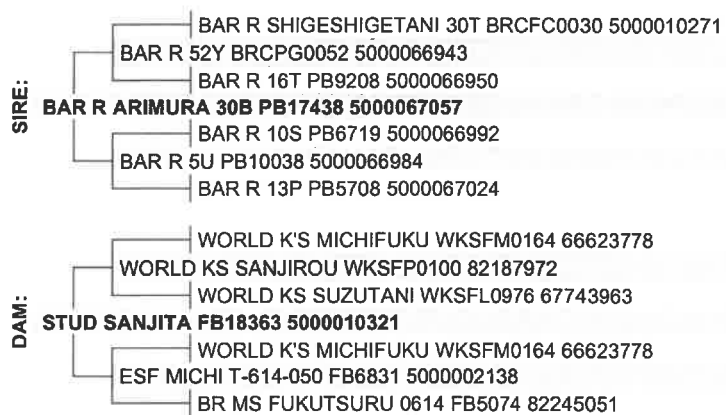 SIRE:
BAR R SHIGESHIGETANI 30T BRCFC0030 5000010271
BAR R 52Y BRCPG0052 5000066943
BAR R 16T PB9208 5000066950
BAR R ARIMURA 30B PB17438 5000067057
BAR R 10S PB6719 5000066992
BAR R 5U PB10038 5000066984
BAR R 13P PB5708 5000067024
DAM:
WORLD K'S MICHIFUKU WKSFM0164 66623778
WORLD KS SANJIROU WKSFP0100 82187972
WORLD KS SUZUTANI WKSFL0976 67743963
STUD SANJITA FB18363 5000010321
WORLD K'S MICHIFUKU WKSFM0164 66623778
ESF MICHI T-614-050 FB6831 5000002138
BR MS FUKUTSURU 0614 FB5074 82245051